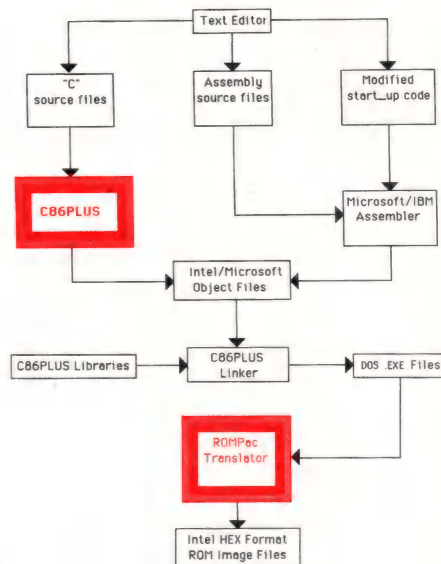 Text Editor
"C"
source files
Assembly
source files
Modified
start_up code
C86PLUS
Microsoft/IBM
Assembler
Intel/Microsoft
Object Files
C86PLUS Libraries
C86PLUS
Linker
DOS .EXE Files
ROMPac
Translator
Intel HEX Format
ROM Image Files